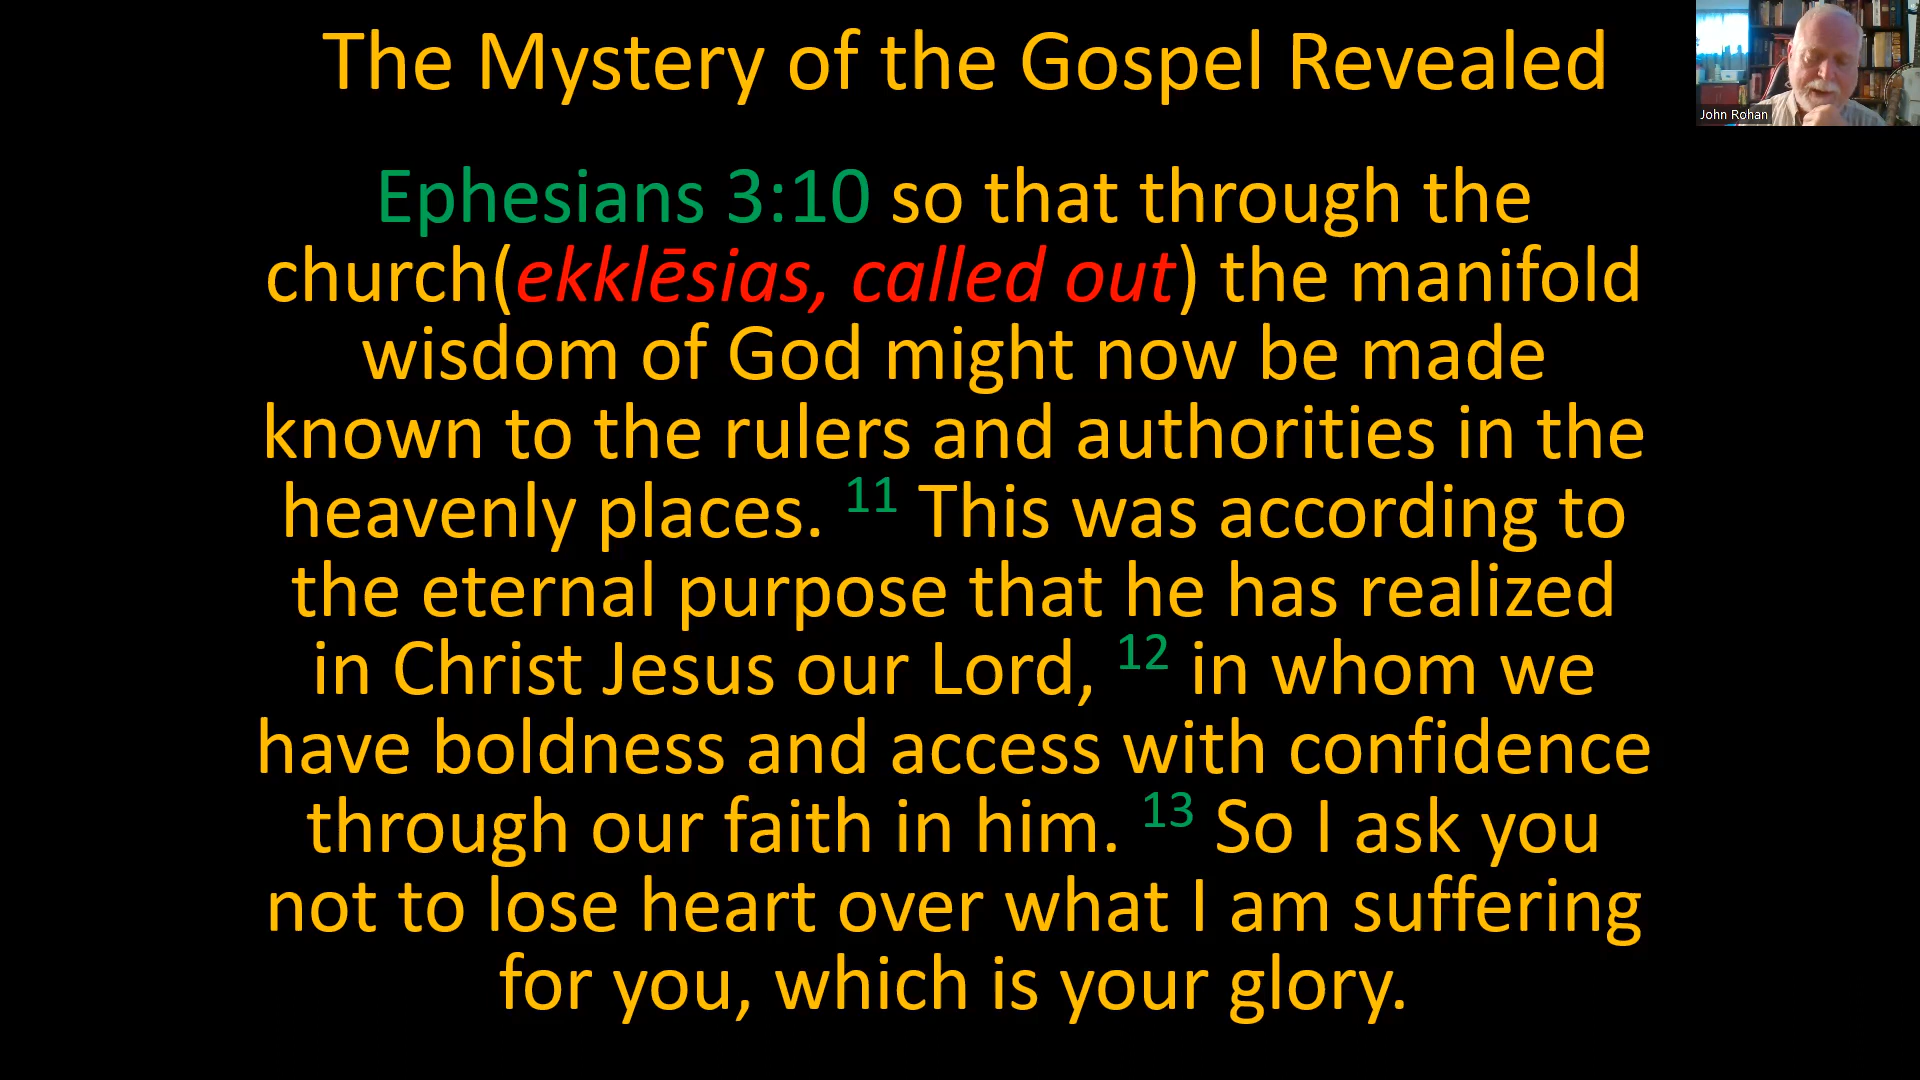 The Mystery of the Gospel Revealed
John Rohan
Ephesians 3:10 so that through the
church(ekklēsias, called out) the manifold
wisdom of God might now be made
known to the rulers and authorities in the
heavenly places. 11 This was according to
the eternal purpose that he has realized
in Christ Jesus our Lord, 12 in whom we
have boldness and access with confidence
through our faith in him. 13 So I ask you
not to lose heart over what I am suffering
for you, which is your glory.